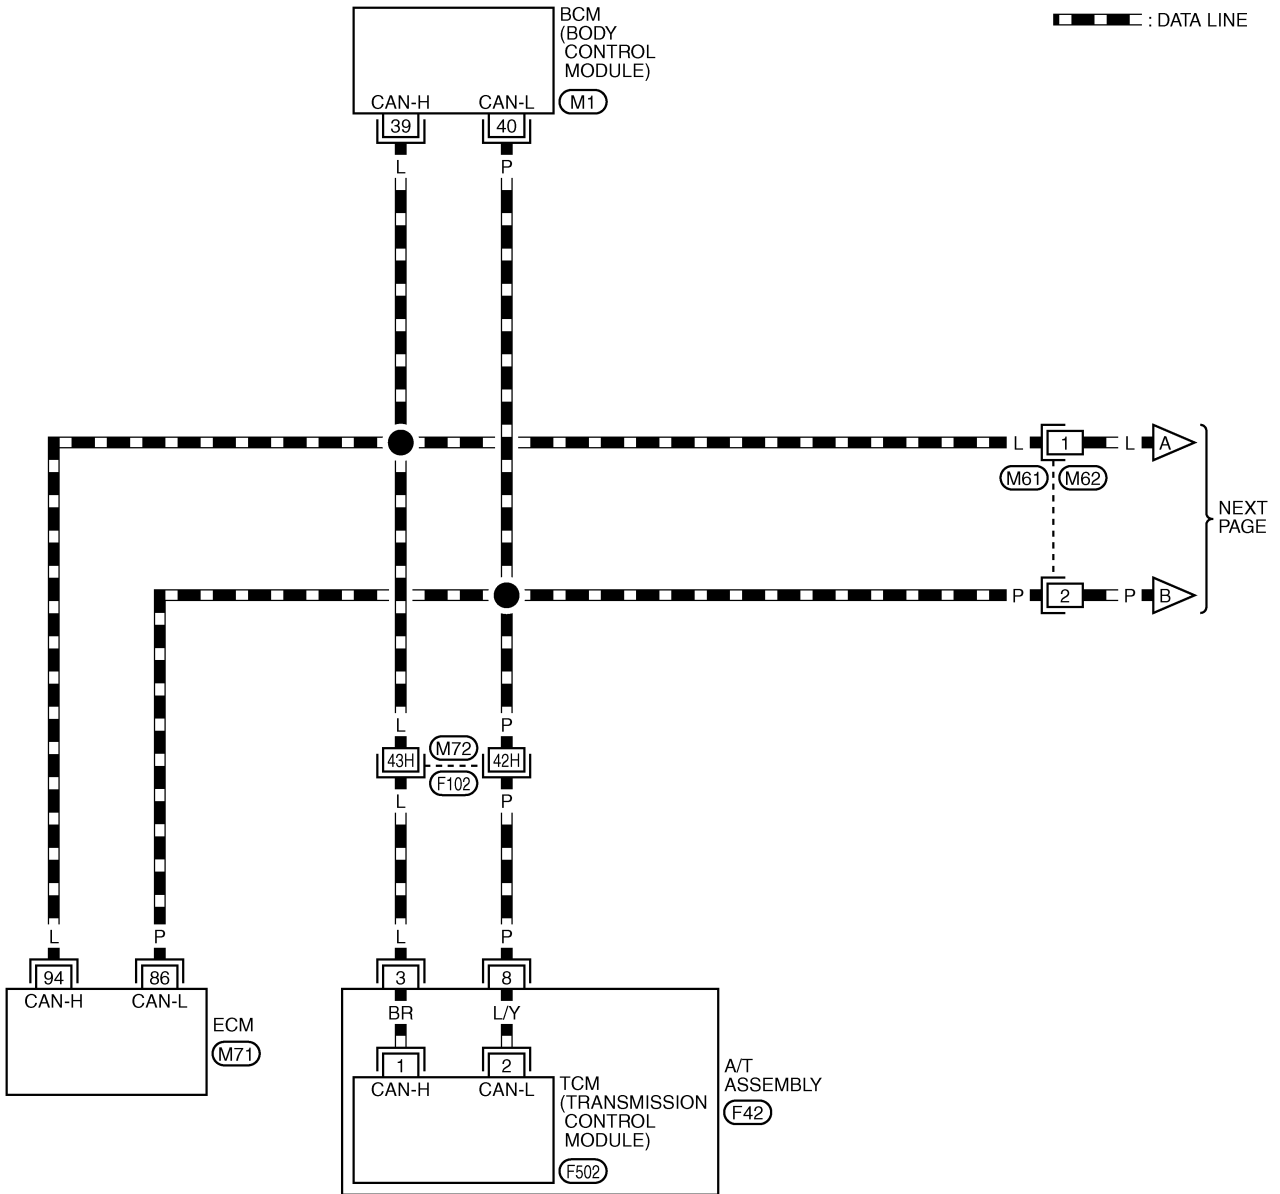 BCM
(BODY
CONTROL
MODULE)
M1
: DATA LINE
CAN-H
CAN-L
39
40
L
P
L
1
L
A
M61
M62
NEXT
PAGE
P
2
P
B
L
P
43H
M72
42H
F102
L
P
L
P
L
P
94
86
3
8
CAN-H
CAN-L
ECM
M71
BR
L/Y
1
2
CAN-H
CAN-L
TCM
(TRANSMISSION
CONTROL
MODULE)
F502
A/T
ASSEMBLY
F42